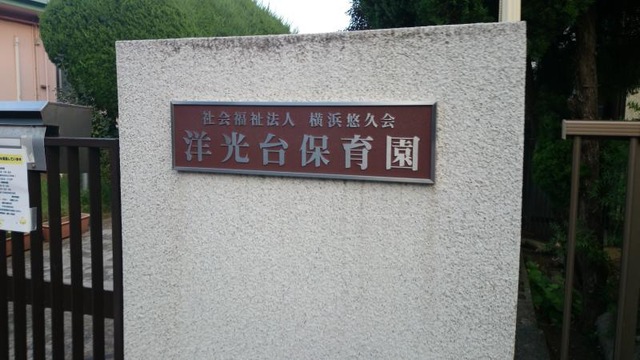 社会福祉法人 横浜悠久会
洋光台保育園